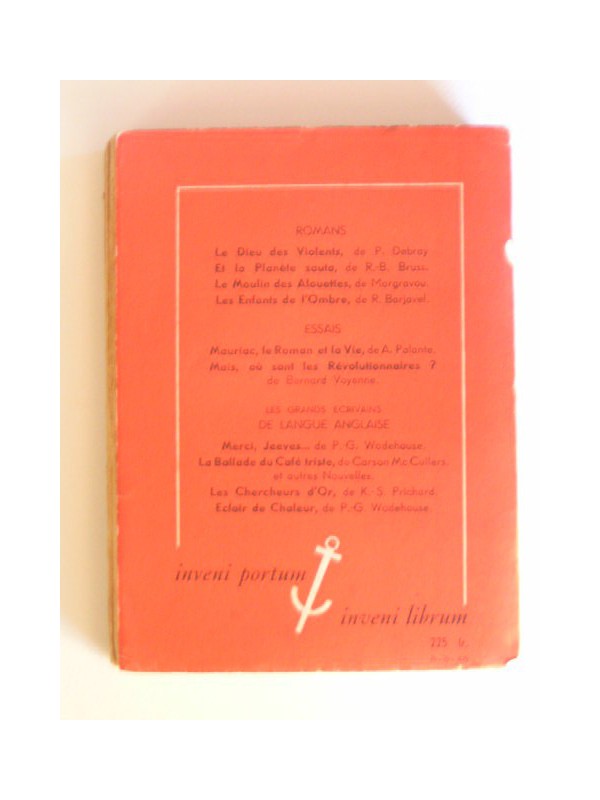 ROMANS
Le Dieu des Violents, de P. Debray
Et la Planète sauta, de R.-B. Bruss.
Le Moulin des Alouettes, de Margravou.
Les Enfants de l'Ombre, de R. Barjavel.
ESSAIS
Mauriac, le Roman et la Vie, de A. Palante.
Mais, où sont les Révolutionnaires ?
de Bernard Voyenne.
LES GRANDS ECRIVAINS
DE LANGUE ANGLAISE
Merci, Jeeves... de P.-G. Wodehouse.
La Ballade du Café triste, de Carson Mc Cullers.
et autres Nouvelles.
Les Chercheurs d'Or, de K.-S. Prichard.
Eclair de Chaleur, de P.-G. Wodehouse.
inveni portum
inveni librum
225 fr.